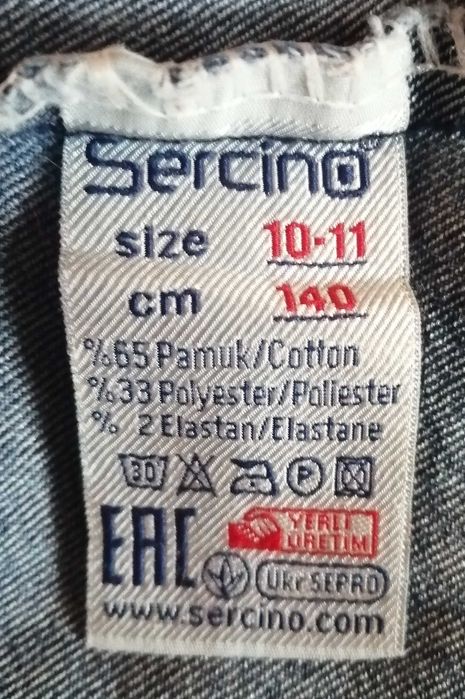 Sercino
size 10-11
cm 140
%65 Pamuk/Cotton
%33 Polyester/Poliester
% 2 Elastan/Elastane
30 P
EAC YERLİ ÜRETİM
Ukr SEPRO
www.sercino.com